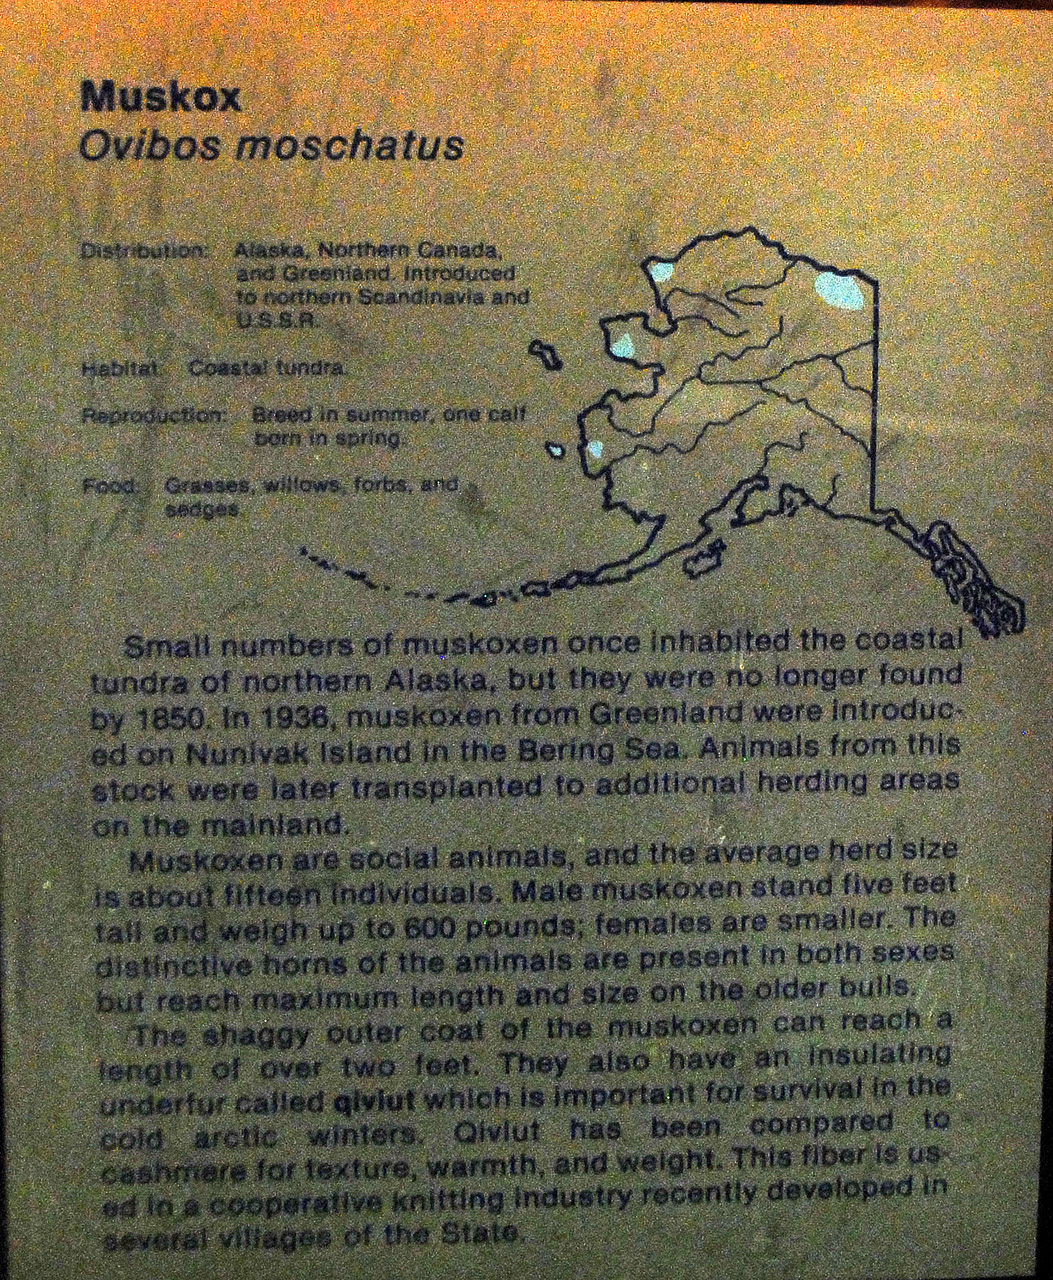 Muskox
Ovibos moschatus
Distribution: Alaska, Northern Canada,
and Greenland. Introduced
to northern Scandinavia and
U.S.S.R.
Habitat: Coastal tundra
Reproduction: Breed in summer, one calf
born in spring.
Food: Grasses, willows, forbs, and
sedges
Small numbers of muskoxen once inhabited the coastal
tundra of northern Alaska, but they were no longer found
by 1850. In 1936, muskoxen from Greenland were introduc-
ed on Nunivak Island in the Bering Sea. Animals from this
stock were later transplanted to additional herding areas
on the mainland.
Muskoxen are social animals, and the average herd size
is about fifteen individuals. Male muskoxen stand five feet
tall and weigh up to 600 pounds; females are smaller. The
distinctive horns of the animals are present in both sexes
but reach maximum length and size on the older bulls.
The shaggy outer coat of the muskoxen can reach a
length of over two feet. They also have an insulating
underfur called qiviut which is important for survival in the
cold arctic winters. Qiviut has been compared to
cashmere for texture, warmth, and weight. This fiber is us-
ed in a cooperative knitting industry recently developed in
several villages of the State.